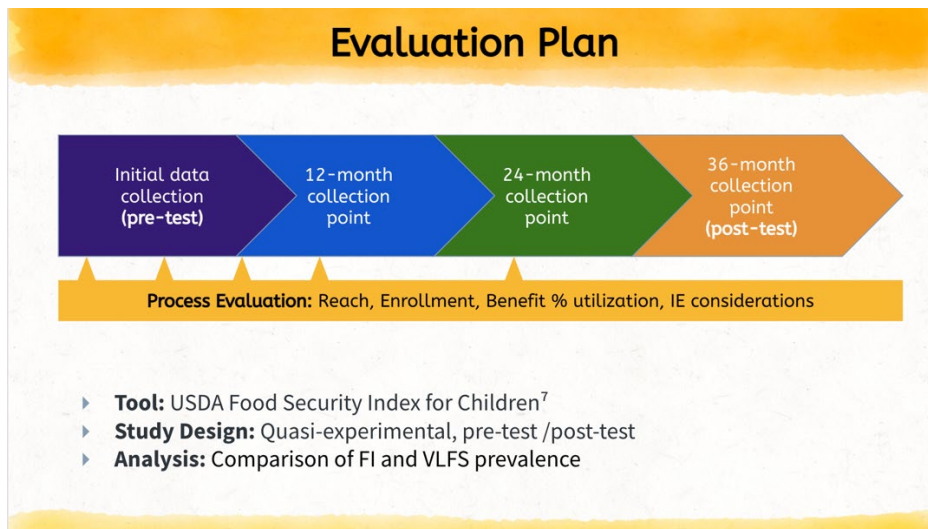 Evaluation Plan
Initial data
collection
(pre-test)
12-month
collection
point
24-month
collection
point
36-month
collection
point
(post-test)
Process Evaluation: Reach, Enrollment, Benefit % utilization, IE considerations
Tool: USDA Food Security Index for Children⁷
Study Design: Quasi-experimental, pre-test /post-test
Analysis: Comparison of FI and VLFS prevalence